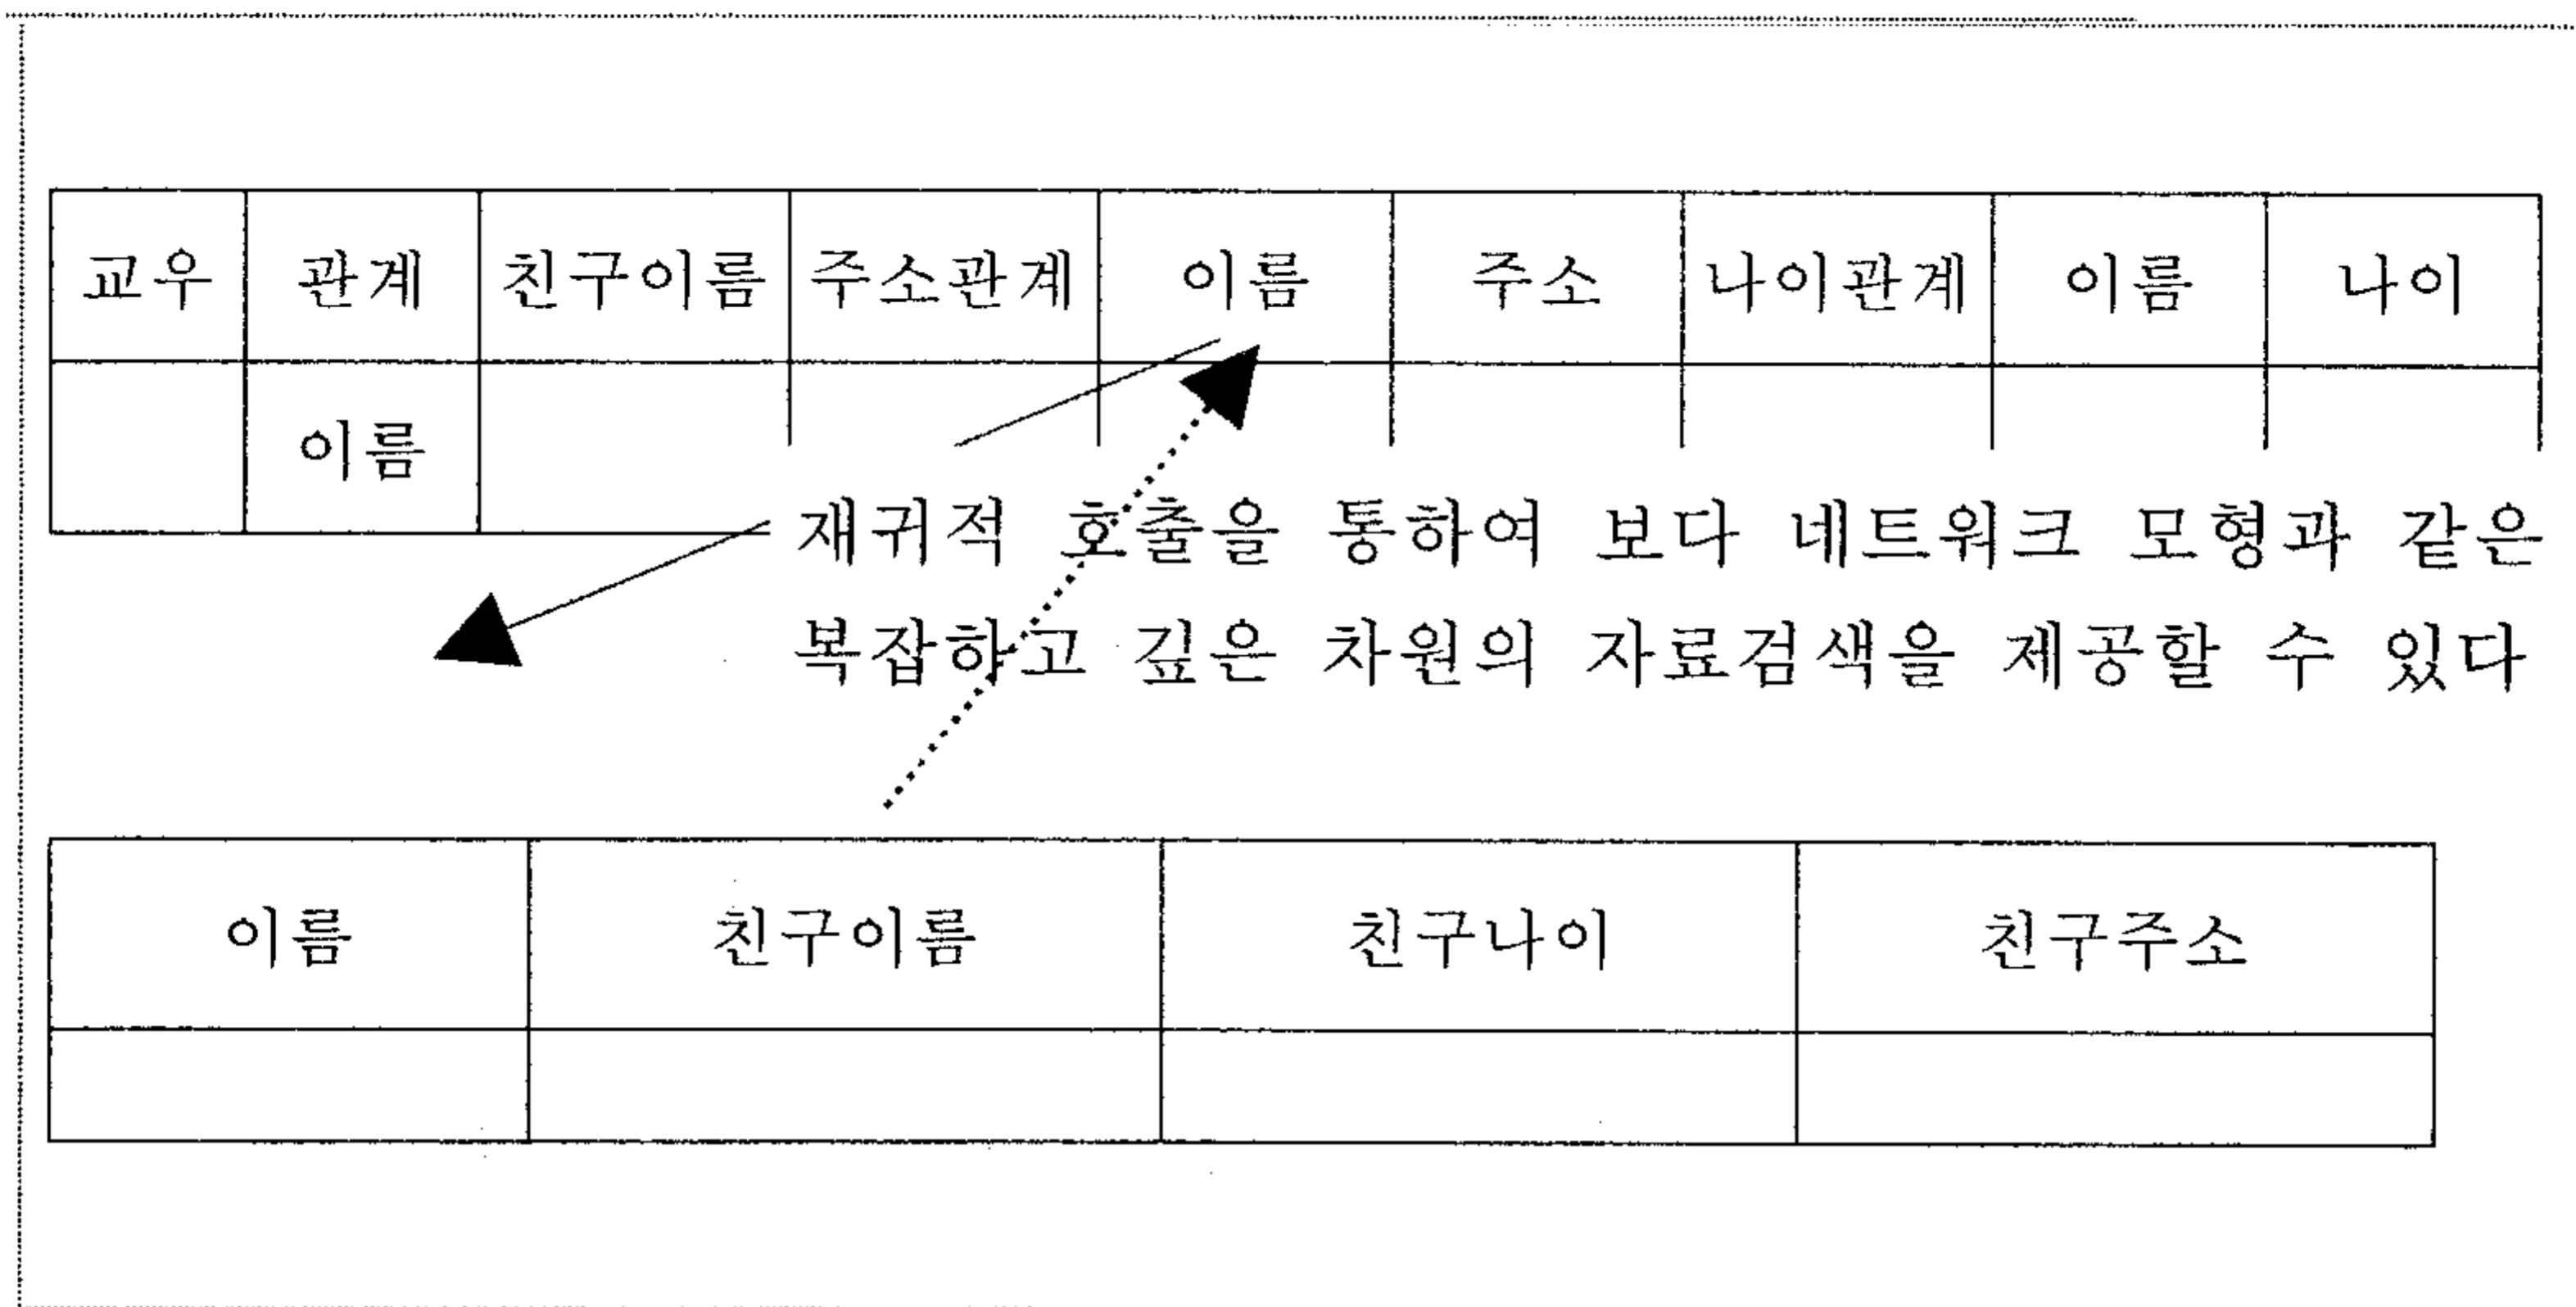 교우 관계 친구이름 주소관계 이름 주소 나이관계 이름 나이
이름
재귀적 호출을 통하여 보다 네트워크 모형과 같은
복잡하고 깊은 차원의 자료검색을 제공할 수 있다
이름 친구이름 친구나이 친구주소